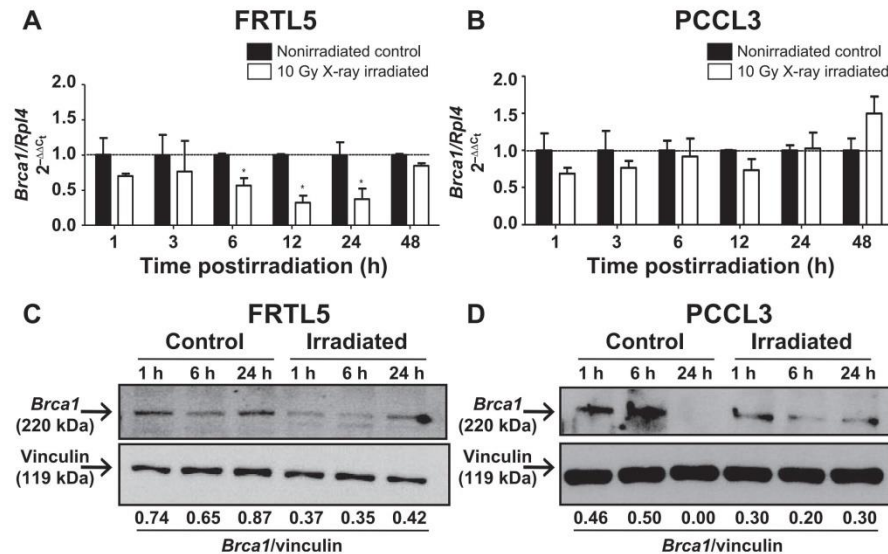 A FRTL5
Nonirradiated control
10 Gy X-ray irradiated
Brca1/Rpl4
2−ΔΔCt
2.0
1.5
1.0
0.5
0.0
* * *
1 3 6 12 24 48
Time postirradiation (h)
B PCCL3
Nonirradiated control
10 Gy X-ray irradiated
Brca1/Rpl4
2−ΔΔCt
2.0
1.5
1.0
0.5
0.0
1 3 6 12 24 48
Time postirradiation (h)
C FRTL5
Control Irradiated
1 h 6 h 24 h 1 h 6 h 24 h
Brca1
(220 kDa)
Vinculin
(119 kDa)
0.74 0.65 0.87 0.37 0.35 0.42
Brca1/vinculin
D PCCL3
Control Irradiated
1 h 6 h 24 h 1 h 6 h 24 h
Brca1
(220 kDa)
Vinculin
(119 kDa)
0.46 0.50 0.00 0.30 0.20 0.30
Brca1/vinculin